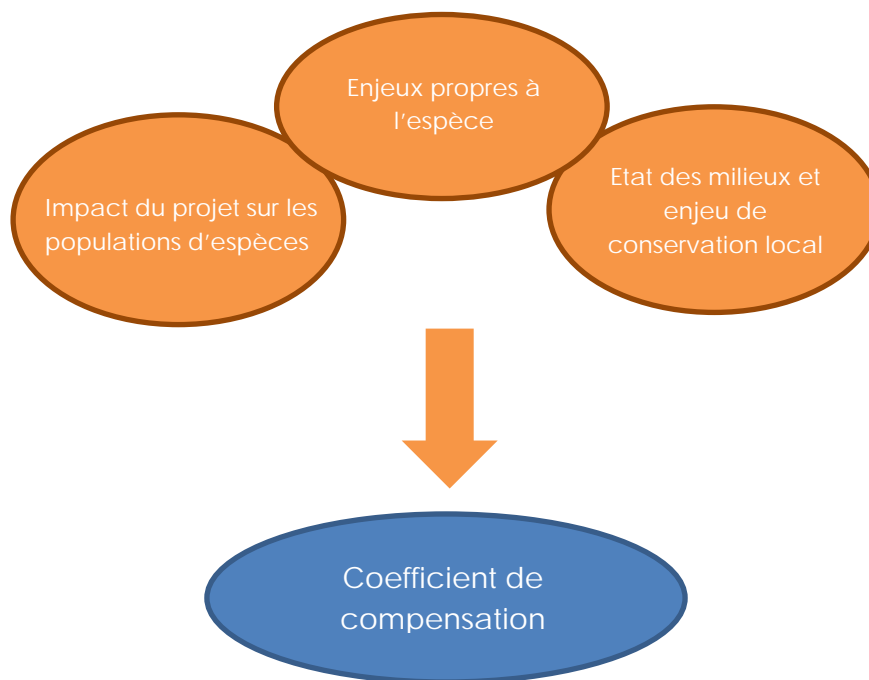 Enjeux propres à
l'espèce
Impact du projet sur les
populations d'espèces
Etat des milieux et
enjeu de
conservation local
Coefficient de
compensation